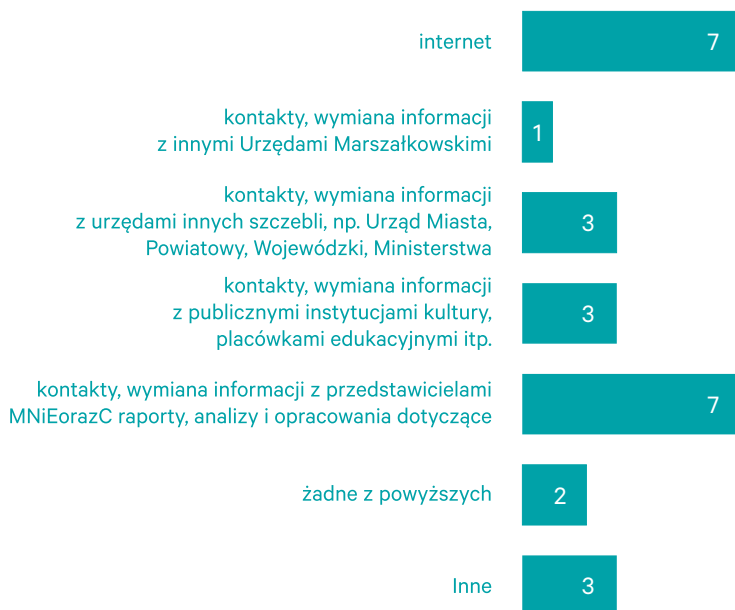 internet
7
kontakty, wymiana informacji
z innymi Urzędami Marszałkowskimi
1
kontakty, wymiana informacji
z urzędami innych szczebli, np. Urząd Miasta,
Powiatowy, Wojewódzki, Ministerstwa
3
kontakty, wymiana informacji
z publicznymi instytucjami kultury,
placówkami edukacyjnymi itp.
3
kontakty, wymiana informacji z przedstawicielami
MNiEorazC raporty, analizy i opracowania dotyczące
7
żadne z powyższych
2
Inne
3